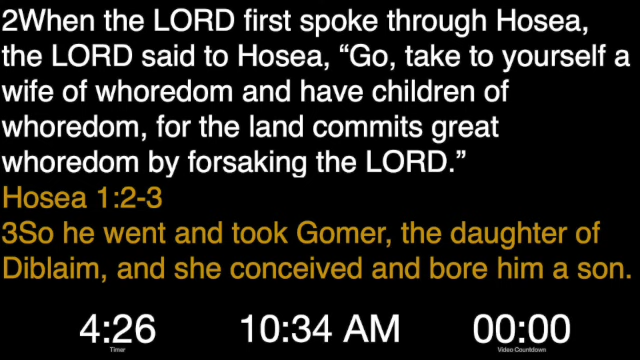 2When the LORD first spoke through Hosea,
the LORD said to Hosea, “Go, take to yourself a
wife of whoredom and have children of
whoredom, for the land commits great
whoredom by forsaking the LORD.”
Hosea 1:2-3
3So he went and took Gomer, the daughter of
Diblaim, and she conceived and bore him a son.
4:26 10:34 AM 00:00
Timer Video Countdown